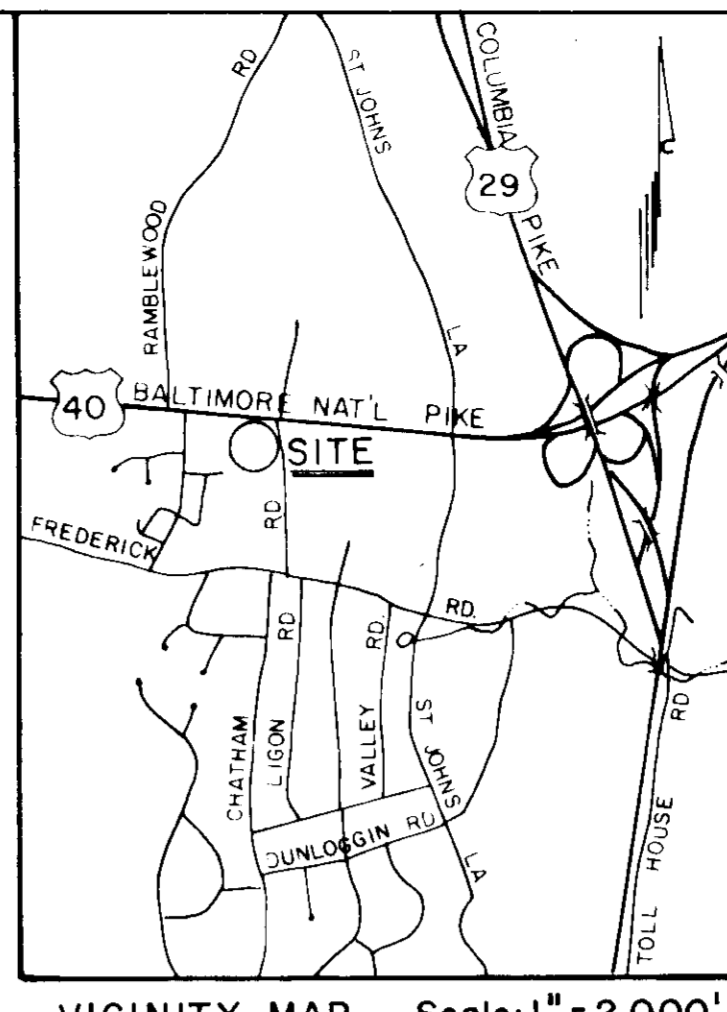 RD
ST JOHNS
COLUMBIA
29
PIKE
RAMBLEWOOD
LA
40
BALTIMORE NAT'L PIKE
SITE
RD
FREDERICK
RD.
RD
RD.
CHATHAM
LIGON
VALLEY
ST JOHNS
RD
DUNLOGGIN RD
LA
TOLL HOUSE
VICINITY MAP Scale: 1" = 2,000'